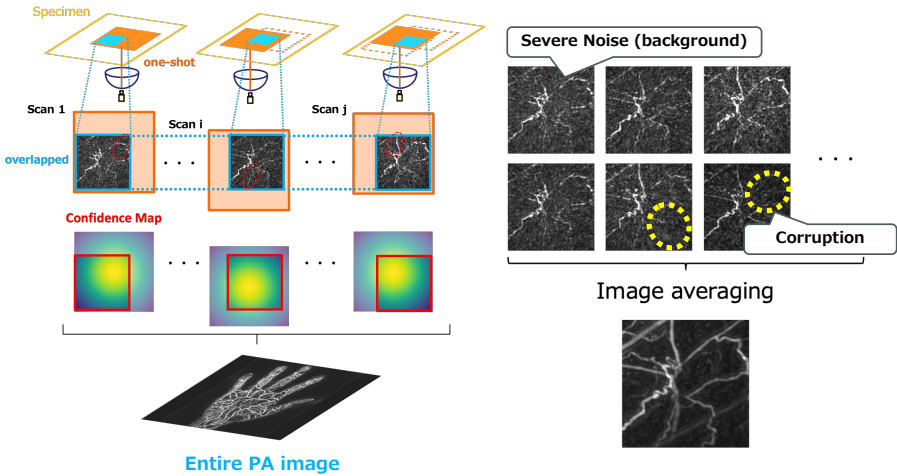 Specimen
one-shot
Scan 1
Scan i
Scan j
overlapped
. . .
. . .
Confidence Map
. . .
. . .
Entire PA image
Severe Noise (background)
. . .
Corruption
Image averaging